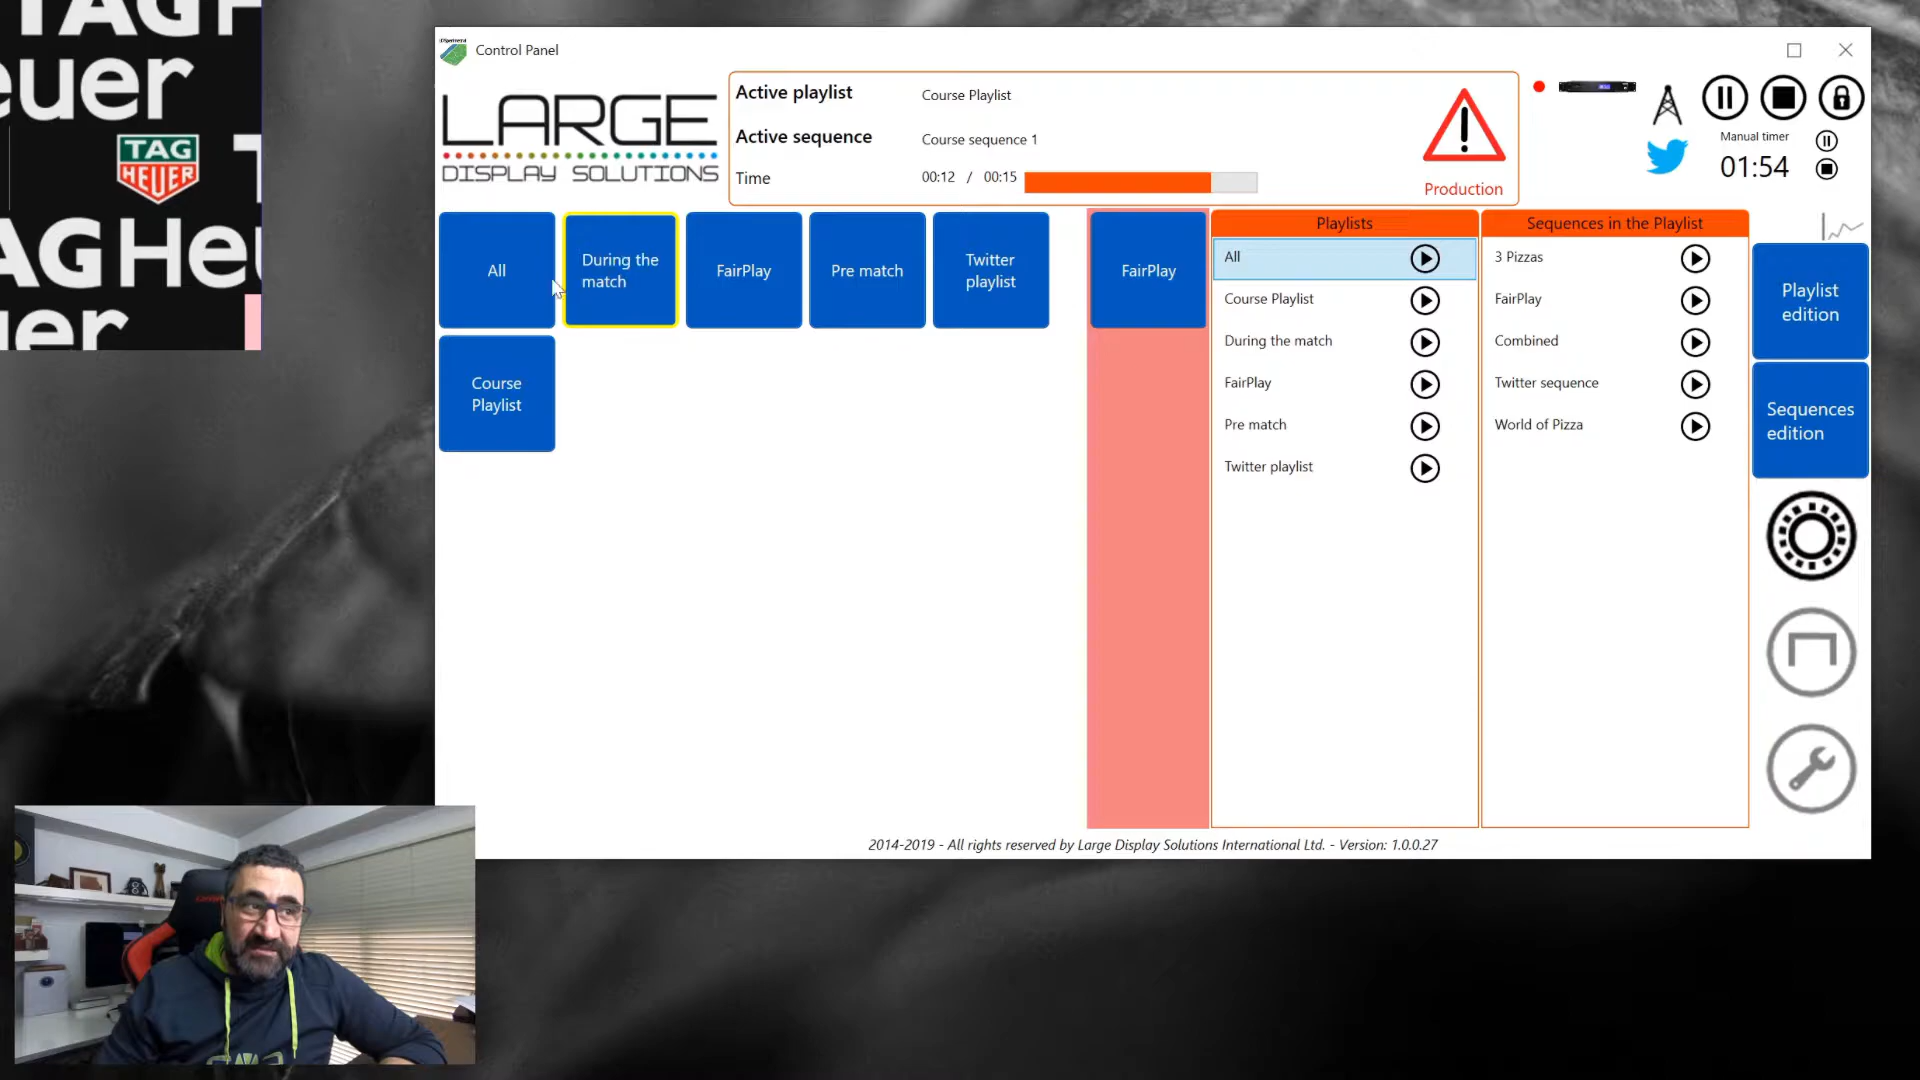 TAGH
euer
TAG
HEUER
T
AGHeu
euer
Control Panel
LARGE
DISPLAY SOLUTIONS
Active playlist
Course Playlist
Active sequence
Course sequence 1
Time
00:12 / 00:15
Production
Manual timer
01:54
All
During the
match
FairPlay
Pre match
Twitter
playlist
Course
Playlist
FairPlay
Playlists
All
Course Playlist
During the match
FairPlay
Pre match
Twitter playlist
Sequences in the Playlist
3 Pizzas
FairPlay
Combined
Twitter sequence
World of Pizza
Playlist
edition
Sequences
edition
2014-2019 - All rights reserved by Large Display Solutions International Ltd. - Version: 1.0.0.27